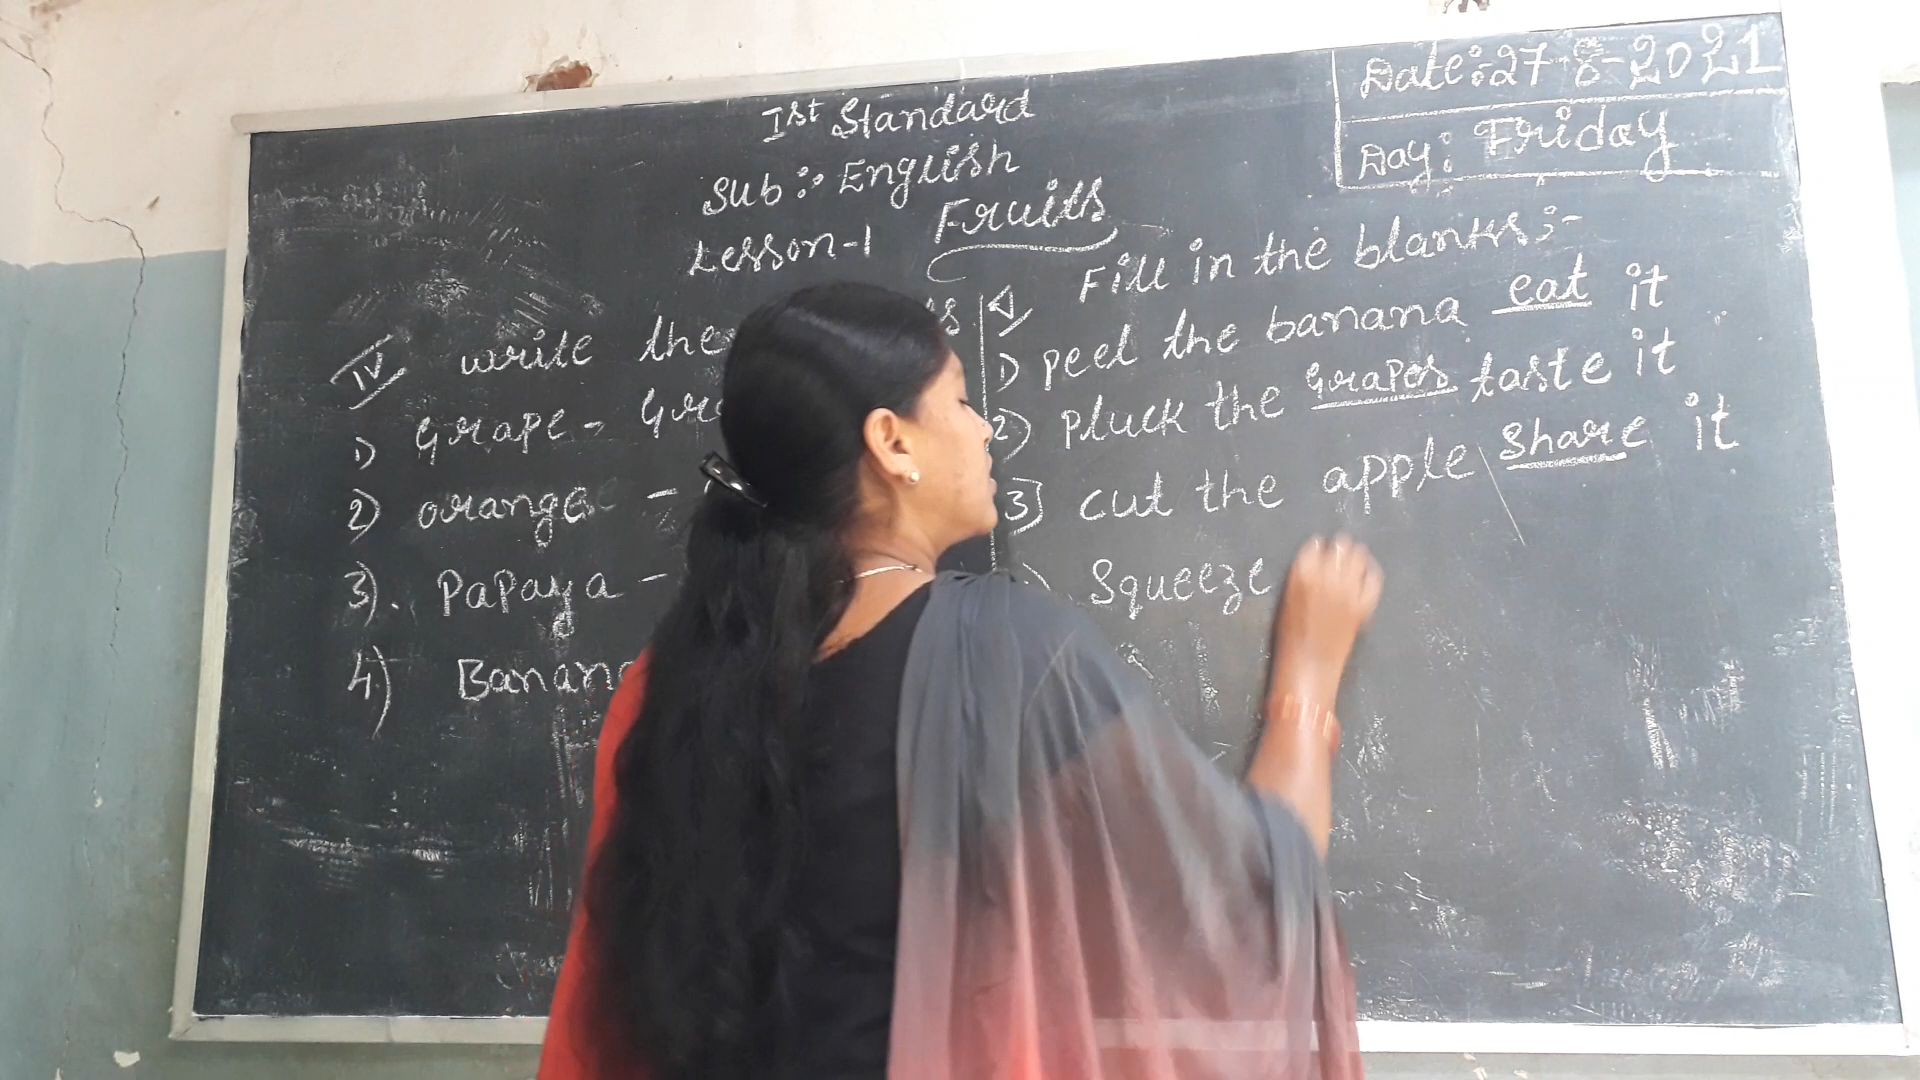 Date: 27-8-2021
Day: Friday
Ist Standard
Sub: English
Lesson-1 Fruits
IV write the
1) Grape - Gra
2) orange -
3). Papaya -
4) Banana
V Fill in the blanks:-
1) peel the banana eat it
2) Pluck the Grapes taste it
3] cut the apple Share it
) Squeeze